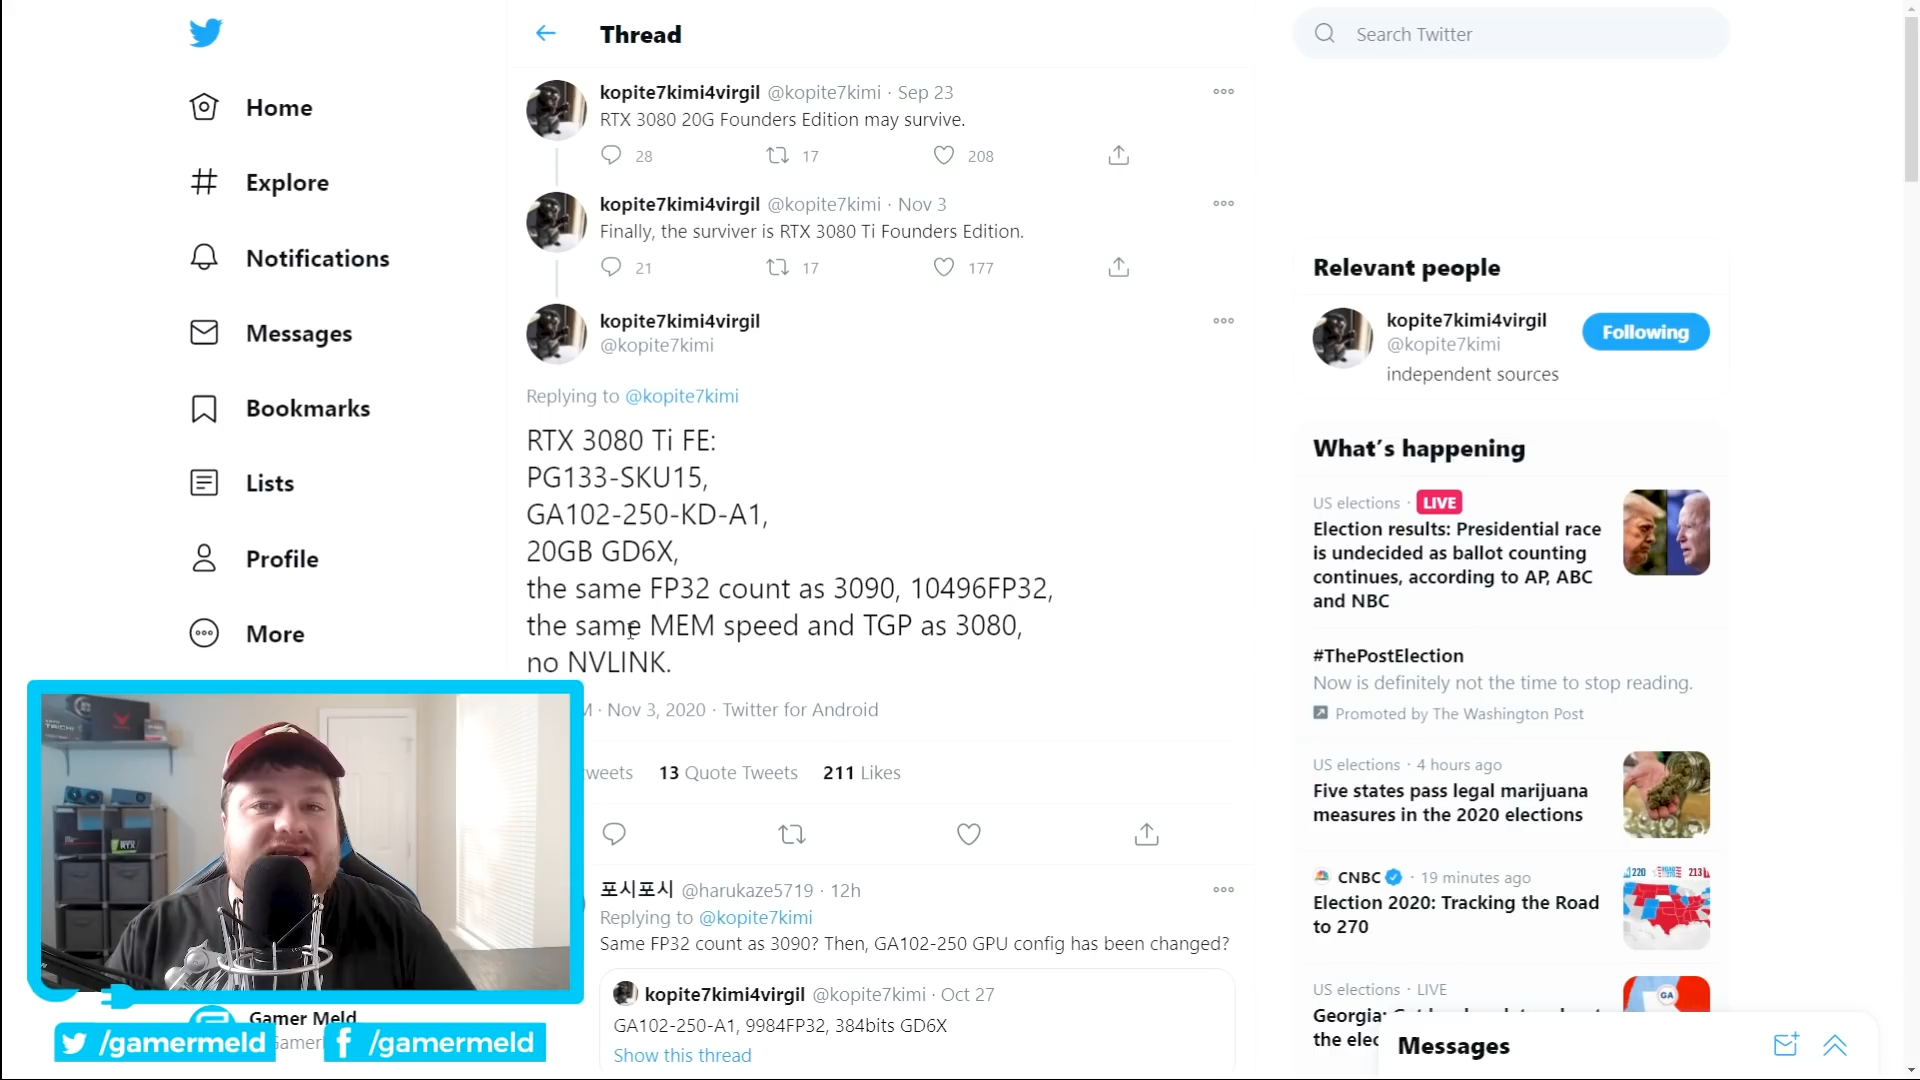 Home
Explore
Notifications
Messages
Bookmarks
Lists
Profile
More
Thread
kopite7kimi4virgil @kopite7kimi · Sep 23
RTX 3080 20G Founders Edition may survive.
28 17 208
kopite7kimi4virgil @kopite7kimi · Nov 3
Finally, the surviver is RTX 3080 Ti Founders Edition.
21 17 177
kopite7kimi4virgil
@kopite7kimi
Replying to @kopite7kimi
RTX 3080 Ti FE:
PG133-SKU15,
GA102-250-KD-A1,
20GB GD6X,
the same FP32 count as 3090, 10496FP32,
the same MEM speed and TGP as 3080,
no NVLINK.
M · Nov 3, 2020 · Twitter for Android
weets 13 Quote Tweets 211 Likes
포시포시 @harukaze5719 · 12h
Replying to @kopite7kimi
Same FP32 count as 3090? Then, GA102-250 GPU config has been changed?
kopite7kimi4virgil @kopite7kimi · Oct 27
GA102-250-A1, 9984FP32, 384bits GD6X
Show this thread
Search Twitter
Relevant people
kopite7kimi4virgil
@kopite7kimi
Following
independent sources
What's happening
US elections · LIVE
Election results: Presidential race
is undecided as ballot counting
continues, according to AP, ABC
and NBC
#ThePostElection
Now is definitely not the time to stop reading.
Promoted by The Washington Post
US elections · 4 hours ago
Five states pass legal marijuana
measures in the 2020 elections
CNBC · 19 minutes ago
Election 2020: Tracking the Road
to 270
220 213
US elections · LIVE
Georgia:
the elec
GA
Messages
RTX
Gamer Meld
/gamermeld
/gamermeld